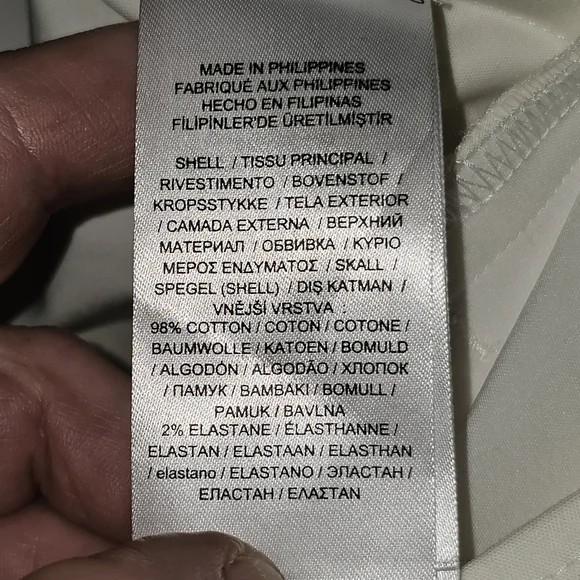 MADE IN PHILIPPINES
FABRIQUÉ AUX PHILIPPINES
HECHO EN FILIPINAS
FİLİPİNLER'DE ÜRETİLMİŞTİR
SHELL / TISSU PRINCIPAL /
RIVESTIMENTO / BOVENSTOF /
KROPSSTYKKE / TELA EXTERIOR
/ CAMADA EXTERNA / ВЕРХНИЙ
МАТЕРИАЛ / ОБВИВКА / ΚΥΡΙΟ
ΜΕΡΟΣ ΕΝΔΥΜΑΤΟΣ / SKALL /
SPEGEL (SHELL) / DIŞ KATMAN /
VNĚJŠÍ VRSTVA :
98% COTTON / COTON / COTONE /
BAUMWOLLE / KATOEN / BOMULD
/ ALGODÓN / ALGODÃO / ХЛОПОК
/ ПАМУК / ΒΑΜΒΑΚΙ / BOMULL /
PAMUK / BAVLNA
2% ELASTANE / ÉLASTHANNE /
ELASTAN / ELASTAAN / ELASTHAN
/ elastano / ELASTANO / ЭЛАСТАН /
ЕЛАСТАН / ΕΛΑΣΤΑΝ